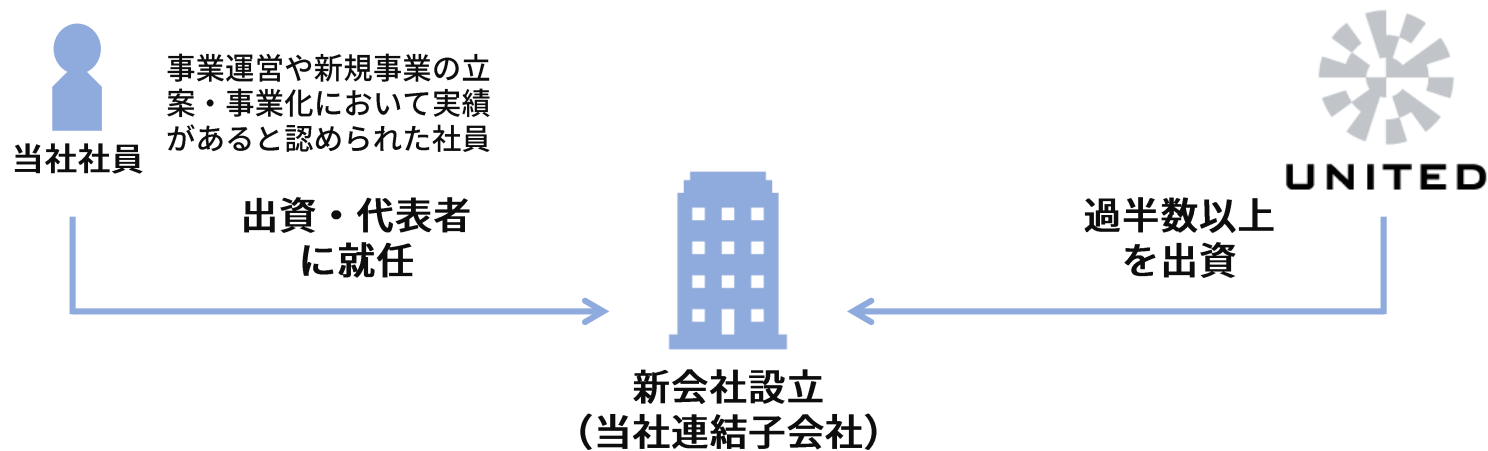 事業運営や新規事業の立
案・事業化において実績
があると認められた社員
当社社員
UNITED
出資・代表者
に就任
過半数以上
を出資
新会社設立
（当社連結子会社）